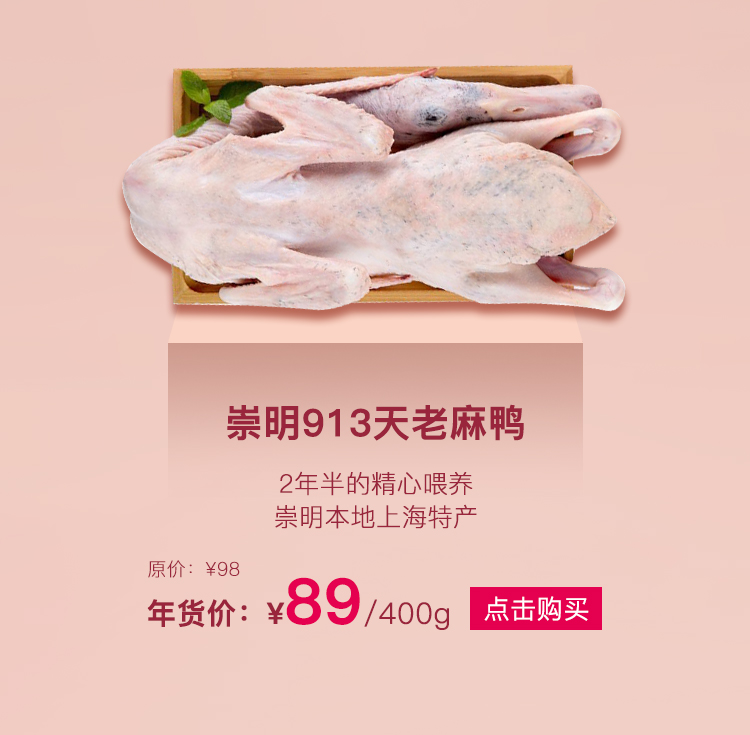 崇明913天老麻鸭
2年半的精心喂养
崇明本地上海特产
原价：¥98
年货价：¥89/400g
点击购买